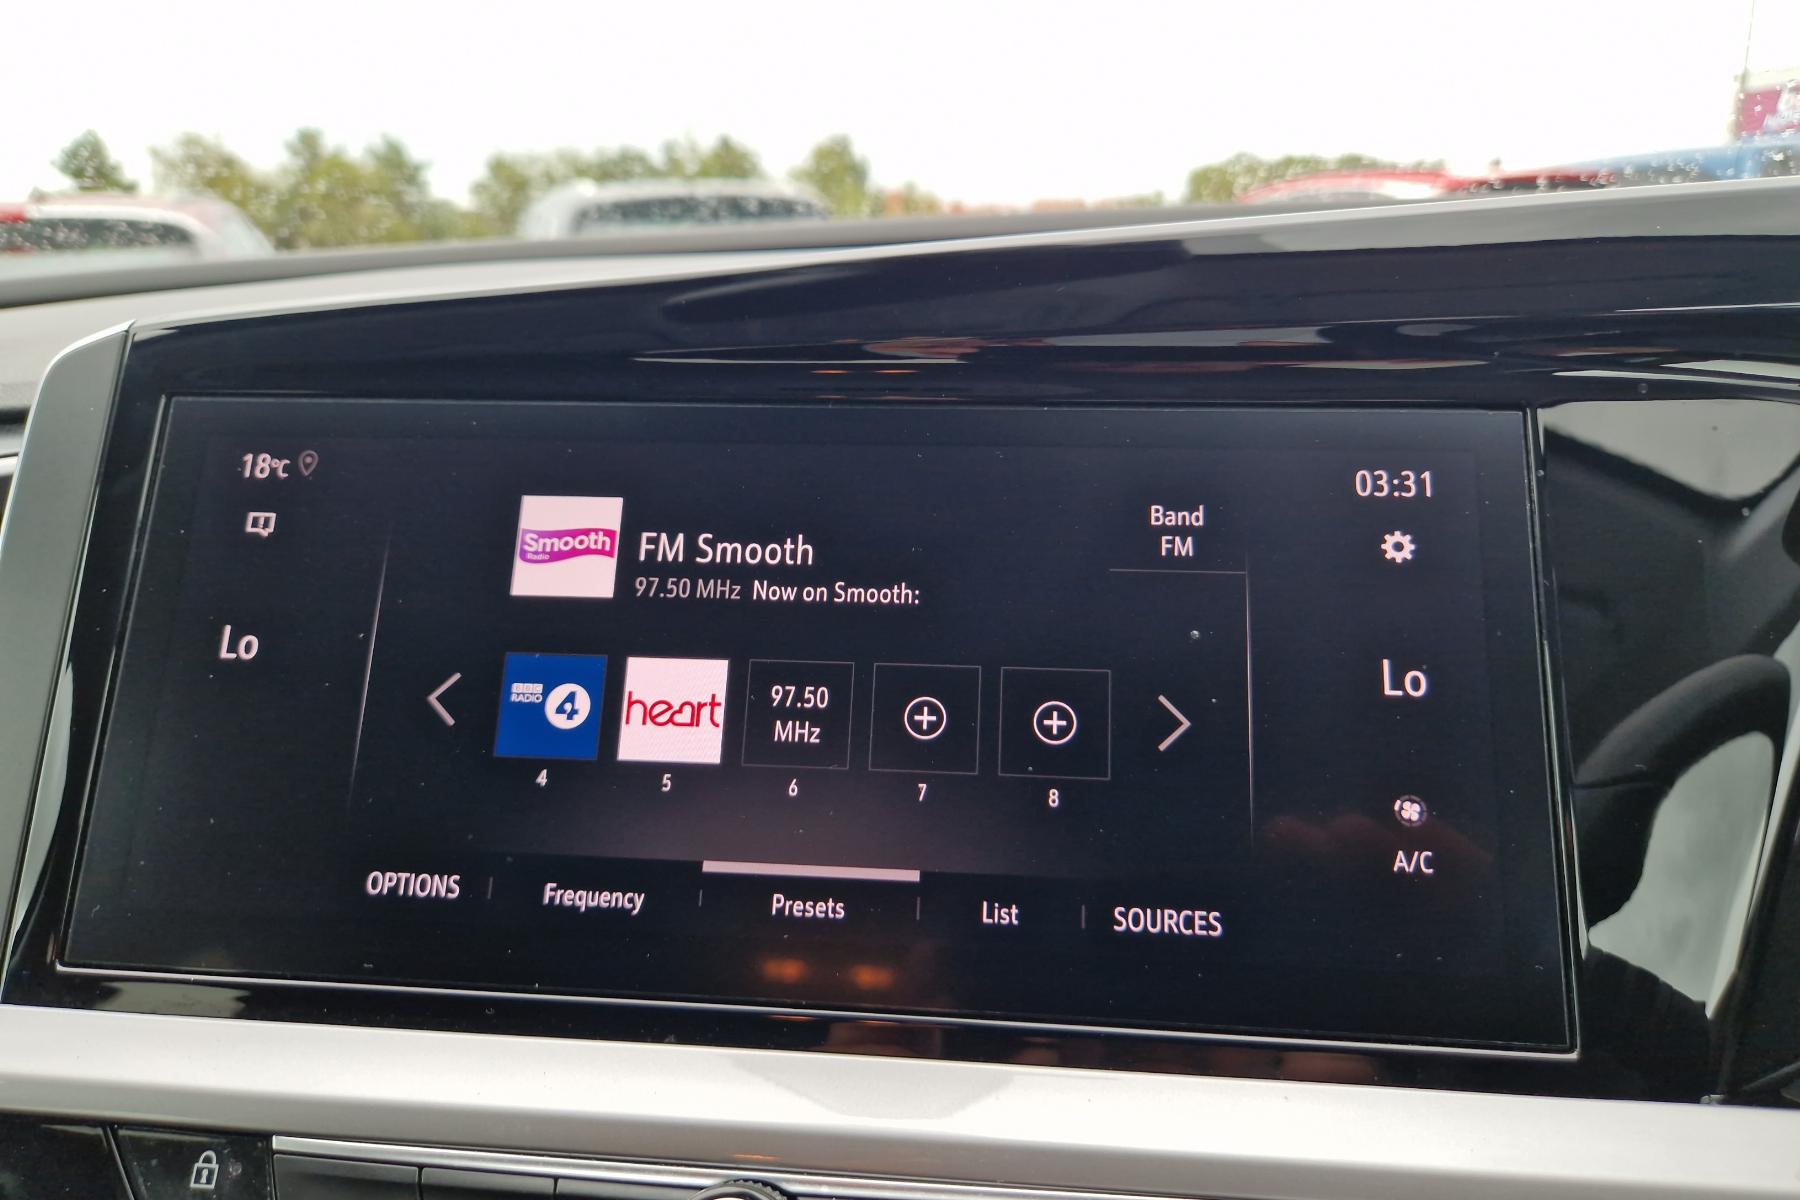 18°C
03:31
Smooth
Radio
FM Smooth
97.50 MHz Now on Smooth:
Band
FM
Lo
Lo
BBC
RADIO
4
heart
97.50
MHz
4
5
6
7
8
A/C
OPTIONS
Frequency
Presets
List
SOURCES